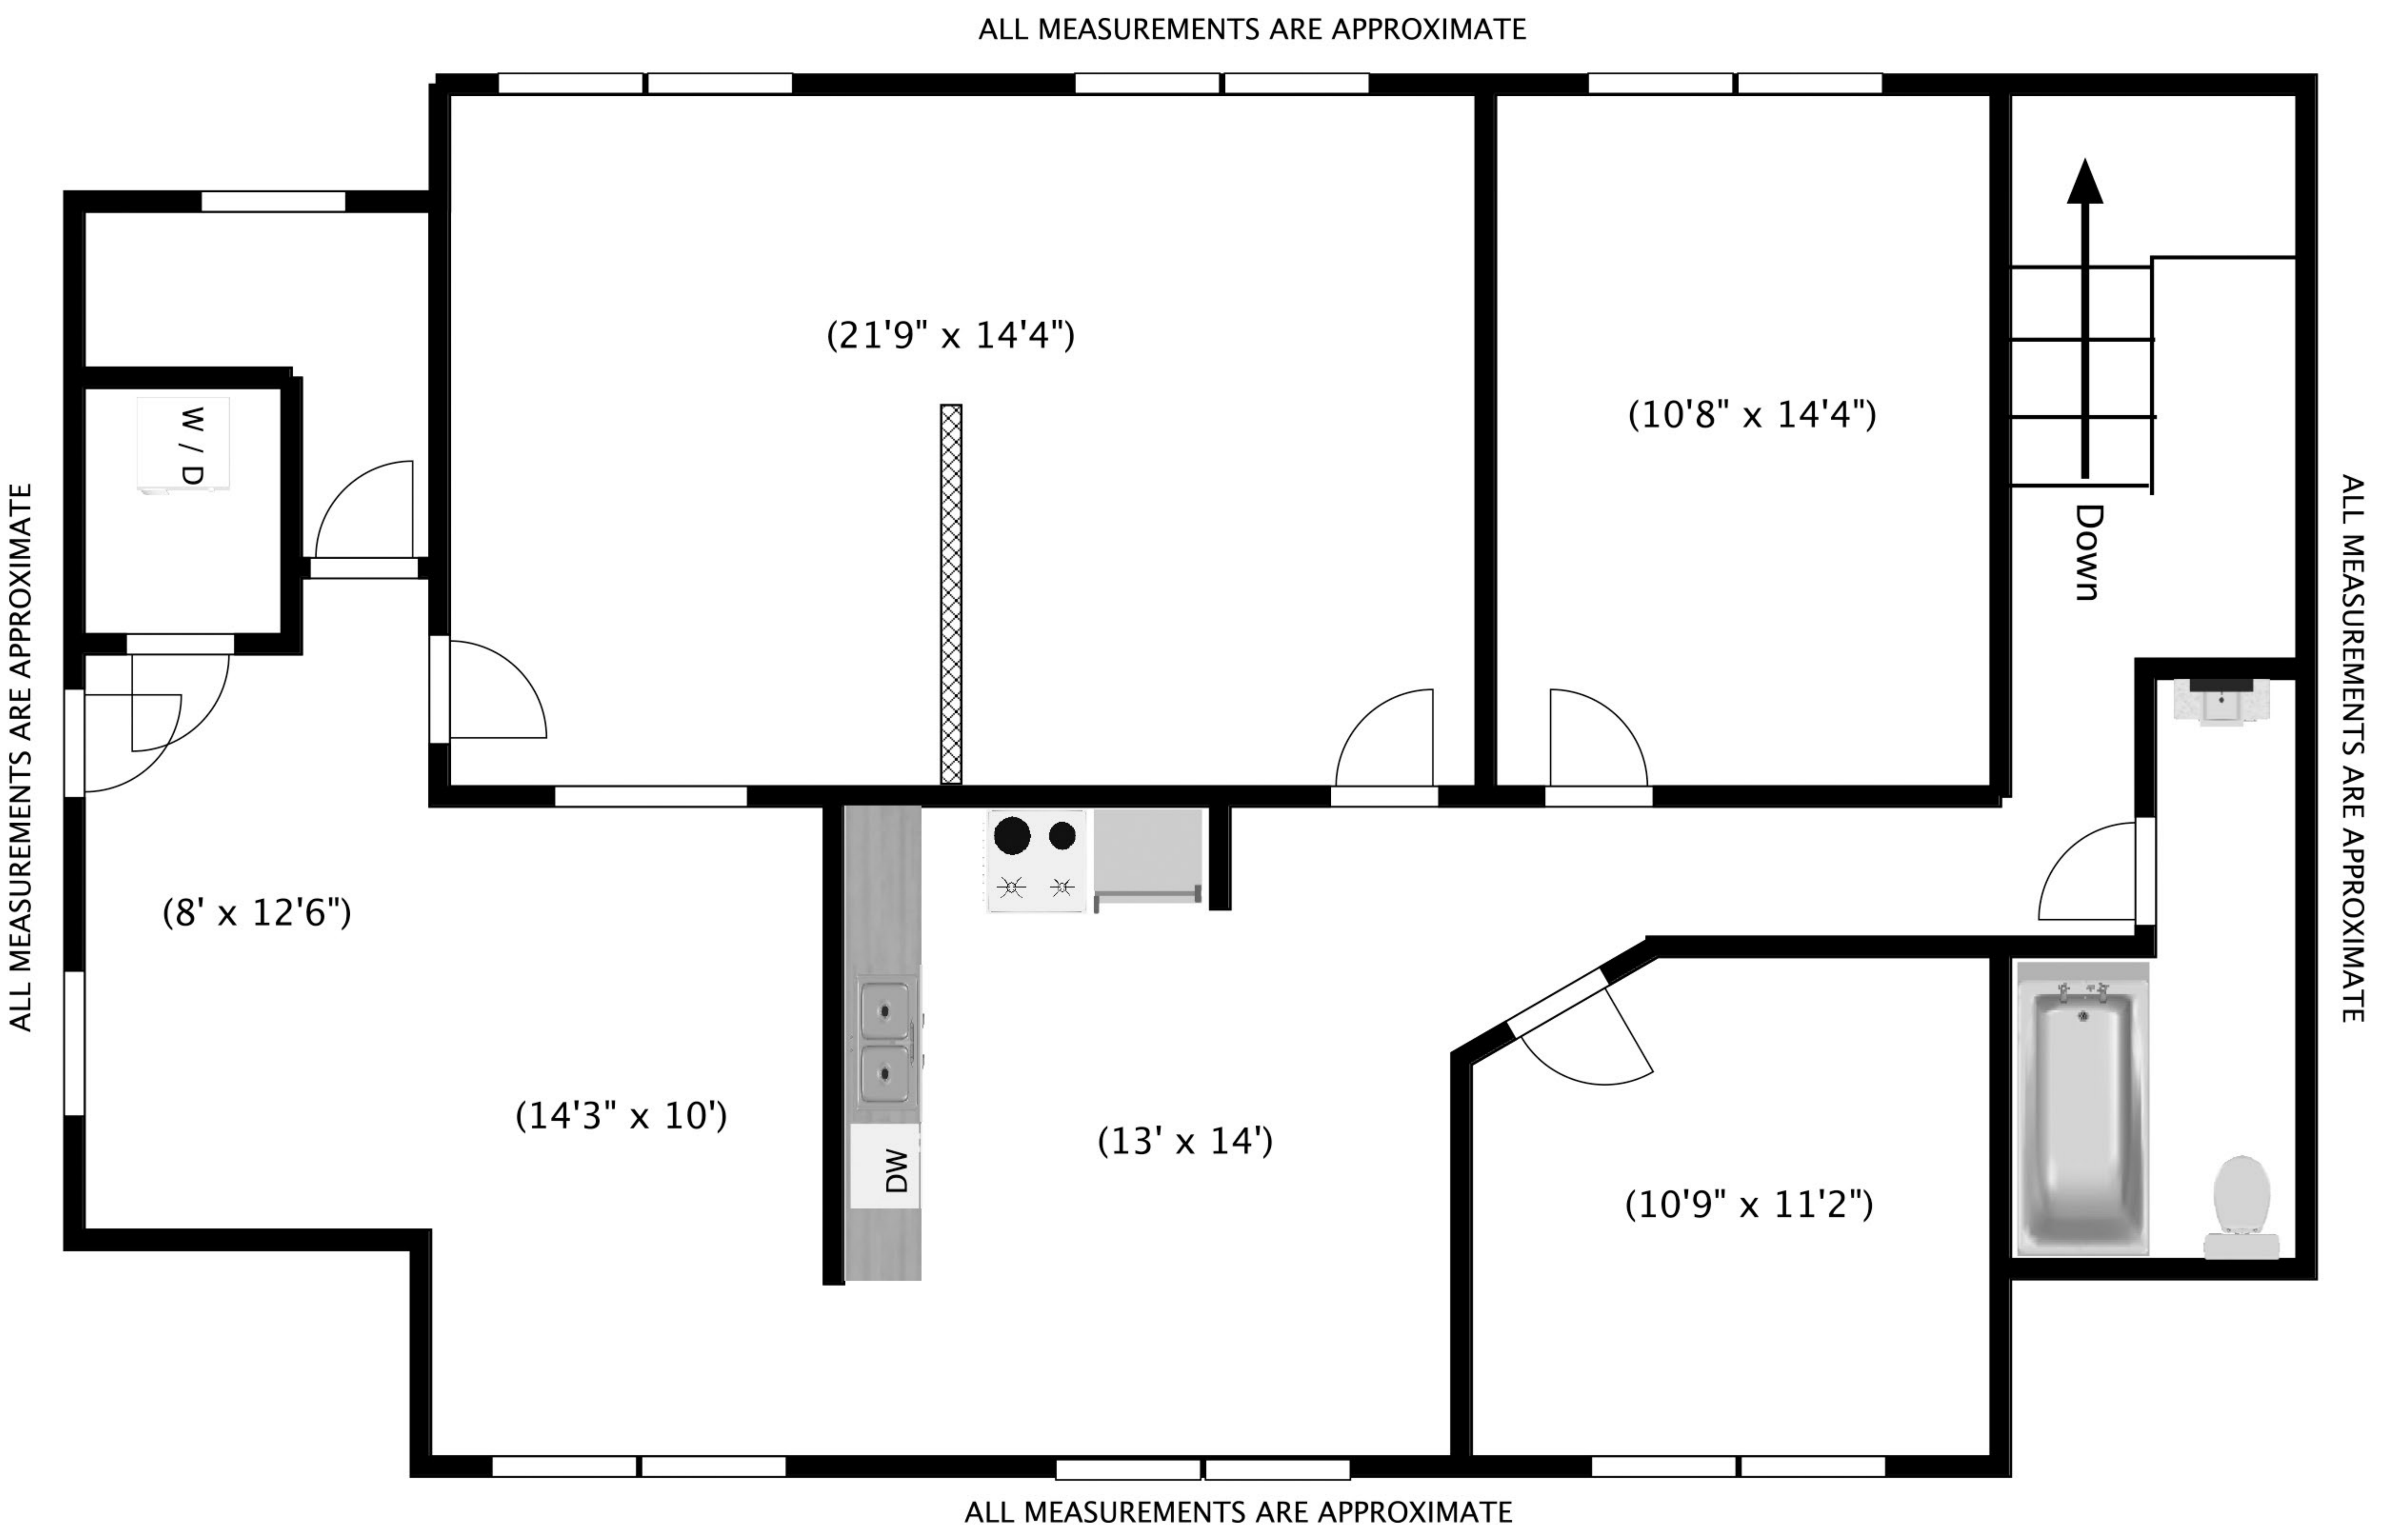 ALL MEASUREMENTS ARE APPROXIMATE
(21'9" x 14'4")
(10'8" x 14'4")
W / D
Down
ALL MEASUREMENTS ARE APPROXIMATE
ALL MEASUREMENTS ARE APPROXIMATE
(8' x 12'6")
(14'3" x 10')
(13' x 14')
DW
(10'9" x 11'2")
ALL MEASUREMENTS ARE APPROXIMATE